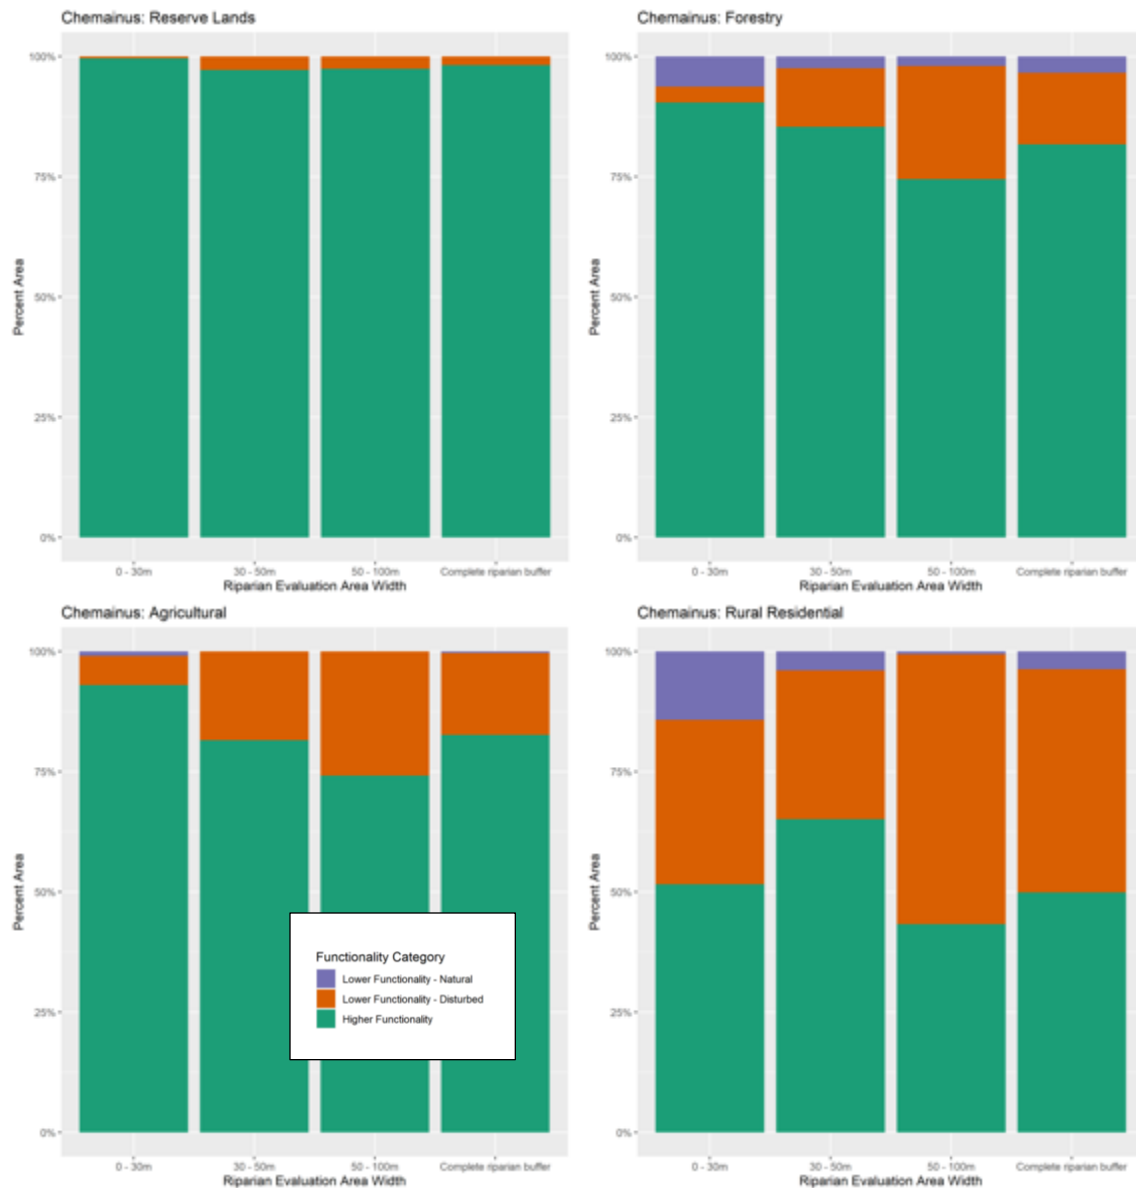 Chemainus: Reserve Lands
100%
75%
50%
25%
0%
Percent Area
0 - 30m
30 - 50m
50 - 100m
Complete riparian buffer
Riparian Evaluation Area Width
Chemainus: Forestry
100%
75%
50%
25%
0%
Percent Area
0 - 30m
30 - 50m
50 - 100m
Complete riparian buffer
Riparian Evaluation Area Width
Chemainus: Agricultural
100%
75%
50%
25%
0%
Percent Area
Functionality Category
Lower Functionality - Natural
Lower Functionality - Disturbed
Higher Functionality
0 - 30m
30 - 50m
50 - 100m
Complete riparian buffer
Riparian Evaluation Area Width
Chemainus: Rural Residential
100%
75%
50%
25%
0%
Percent Area
0 - 30m
30 - 50m
50 - 100m
Complete riparian buffer
Riparian Evaluation Area Width